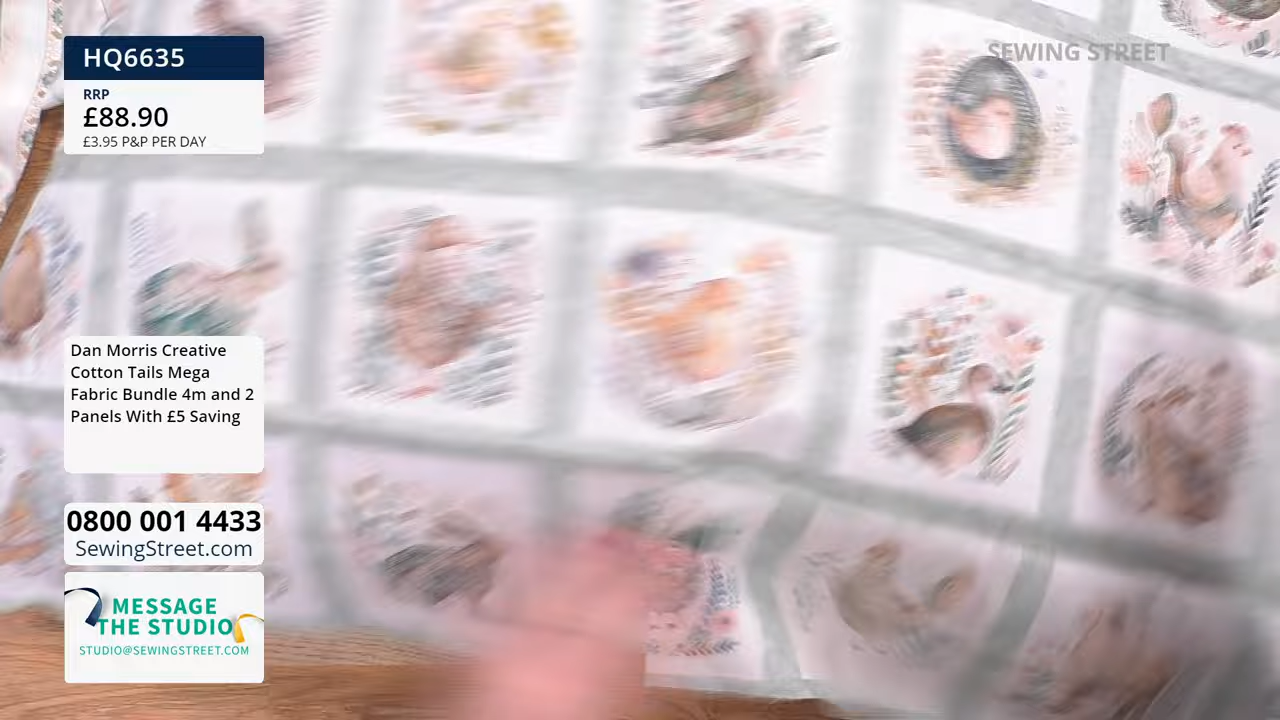 HQ6635
RRP
£88.90
£3.95 P&P PER DAY
SEWING STREET
Dan Morris Creative
Cotton Tails Mega
Fabric Bundle 4m and 2
Panels With £5 Saving
0800 001 4433
SewingStreet.com
MESSAGE
THE STUDIO
STUDIO@SEWINGSTREET.COM